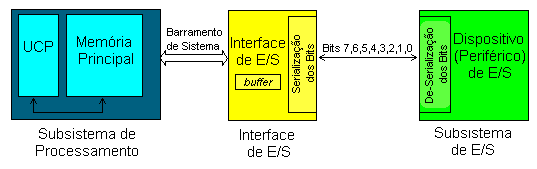 UCP
Memória
Principal
Barramento
de Sistema
Interface
de E/S
buffer
Serialização
dos Bits
Bits 7,6,5,4,3,2,1,0
De-Serialização
dos Bits
Dispositivo
(Periférico)
de E/S
Subsistema de
Processamento
Interface
de E/S
Subsistema
de E/S